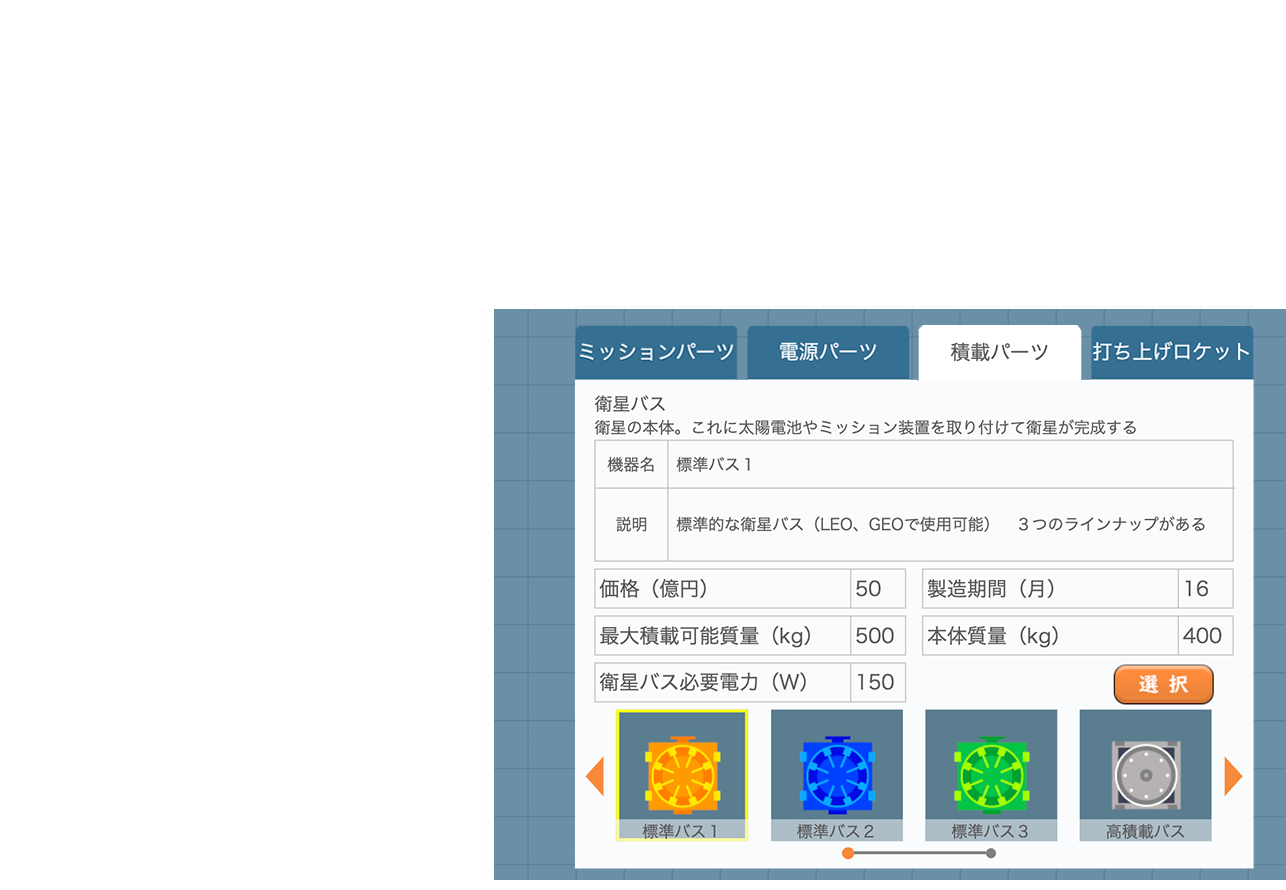 ミッションパーツ
電源パーツ
積載パーツ
打ち上げロケット
衛星バス
衛星の本体。これに太陽電池やミッション装置を取り付けて衛星が完成する
機器名 標準バス１
説明 標準的な衛星バス（LEO、GEOで使用可能）　３つのラインナップがある
価格（億円） 50 製造期間（月） 16
最大積載可能質量（kg） 500 本体質量（kg） 400
衛星バス必要電力（W） 150
選 択
標準バス１
標準バス２
標準バス３
高積載バス